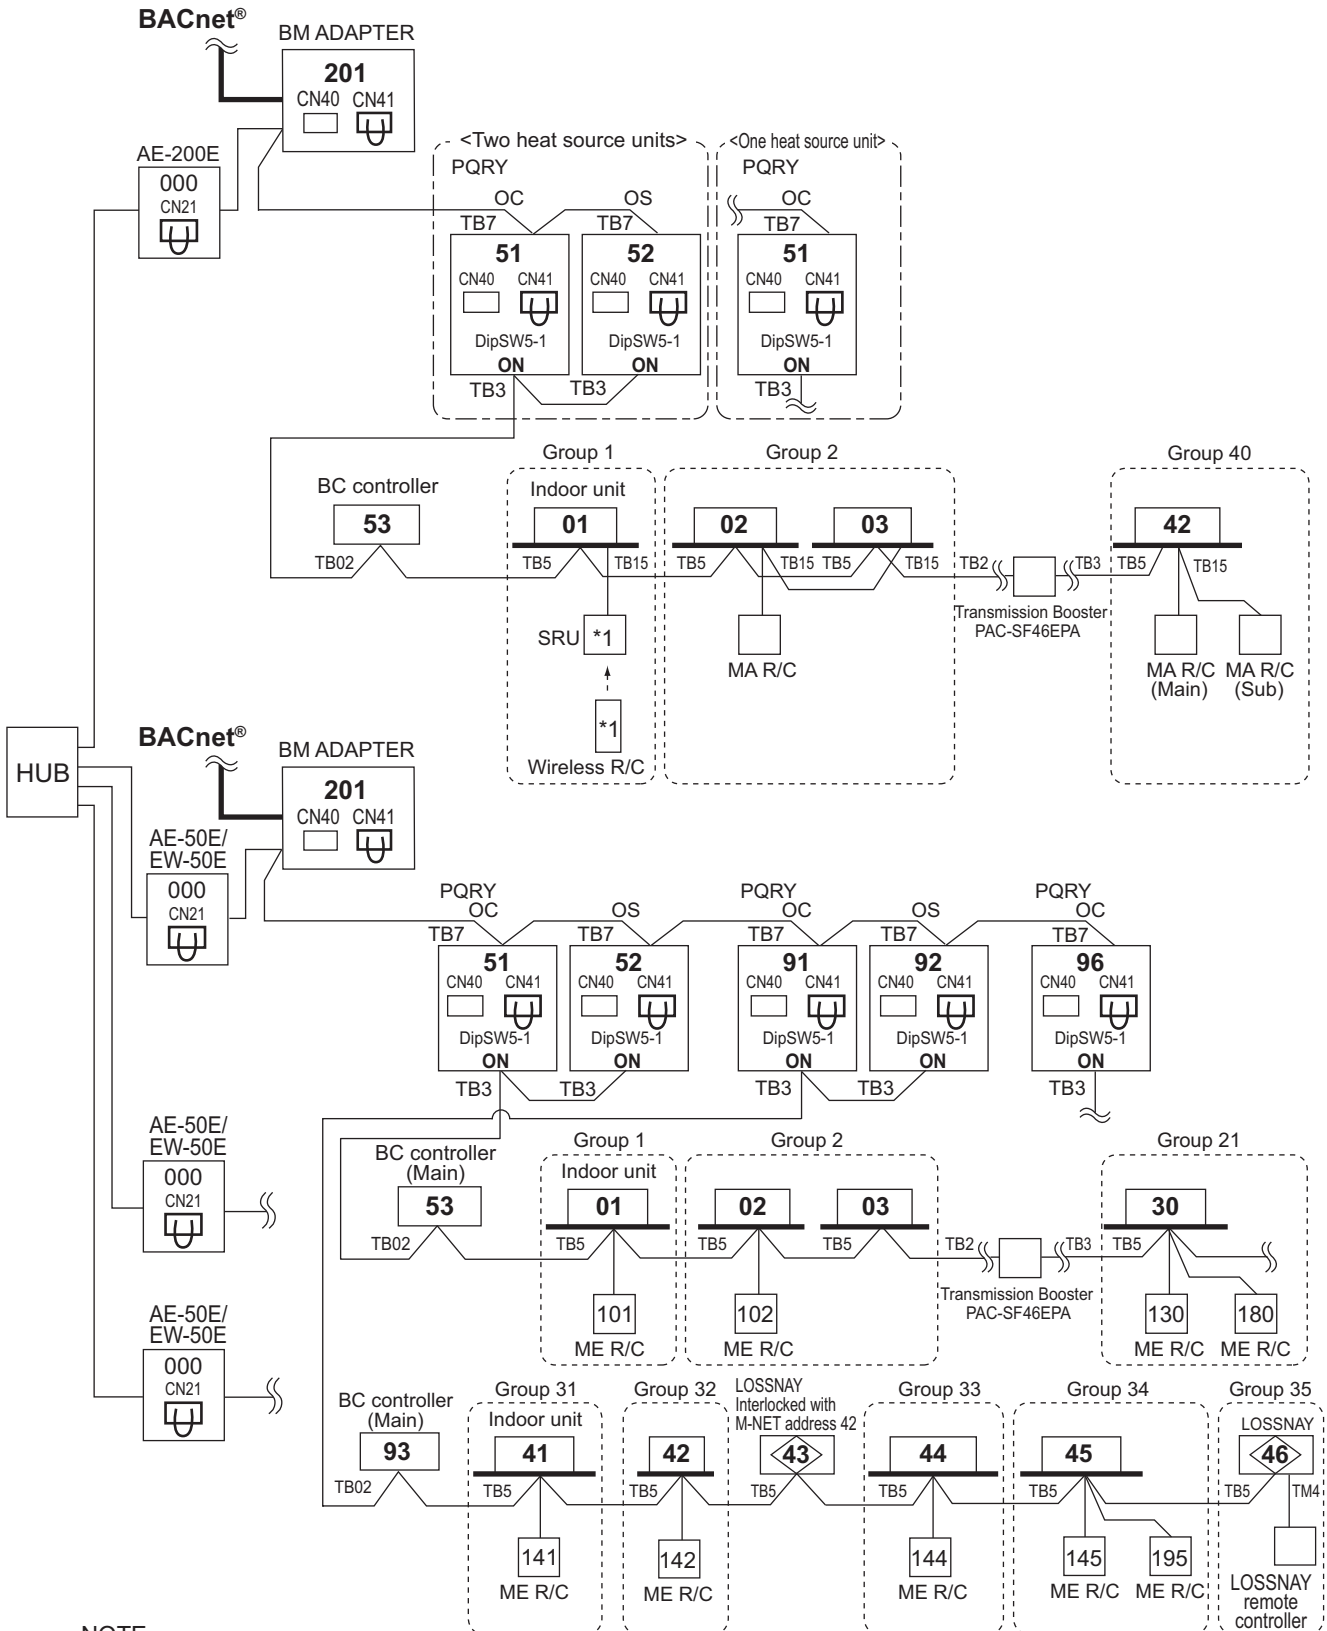 BACnet®
BM ADAPTER
201
CN40 CN41
AE-200E
000
CN21
<Two heat source units>
PQRY
OC OS
TB7 TB7
51 52
CN40 CN41 CN40 CN41
DipSW5-1 DipSW5-1
ON ON
TB3 TB3
<One heat source unit>
PQRY
OC
TB7
51
CN40 CN41
DipSW5-1
ON
TB3
BC controller
53
TB02
Group 1
Indoor unit
01
TB5 TB15
SRU *1
*1
Wireless R/C
Group 2
02 03
TB5 TB15 TB5 TB15
MA R/C
TB2 TB3
Transmission Booster
PAC-SF46EPA
Group 40
42
TB5 TB15
MA R/C MA R/C
(Main) (Sub)
HUB
BACnet®
BM ADAPTER
201
CN40 CN41
AE-50E/
EW-50E
000
CN21
PQRY PQRY PQRY
OC OS OC OS OC
TB7 TB7 TB7 TB7 TB7
51 52 91 92 96
CN40 CN41 CN40 CN41 CN40 CN41 CN40 CN41 CN40 CN41
DipSW5-1 DipSW5-1 DipSW5-1 DipSW5-1 DipSW5-1
ON ON ON ON ON
TB3 TB3 TB3 TB3 TB3
AE-50E/
EW-50E
000
CN21
BC controller
(Main)
53
TB02
Group 1
Indoor unit
01
TB5
101
ME R/C
Group 2
02 03
TB5 TB5
102
ME R/C
TB2 TB3
Transmission Booster
PAC-SF46EPA
Group 21
30
TB5
130 180
ME R/C ME R/C
AE-50E/
EW-50E
000
CN21
BC controller
(Main)
93
TB02
Group 31
Indoor unit
41
TB5
141
ME R/C
Group 32
42
TB5
142
ME R/C
LOSSNAY
Interlocked with
M-NET address 42
43
TB5
Group 33
44
TB5
144
ME R/C
Group 34
45
TB5
145 195
ME R/C ME R/C
Group 35
LOSSNAY
46
TB5 TM4
LOSSNAY
remote
controller
NOTE